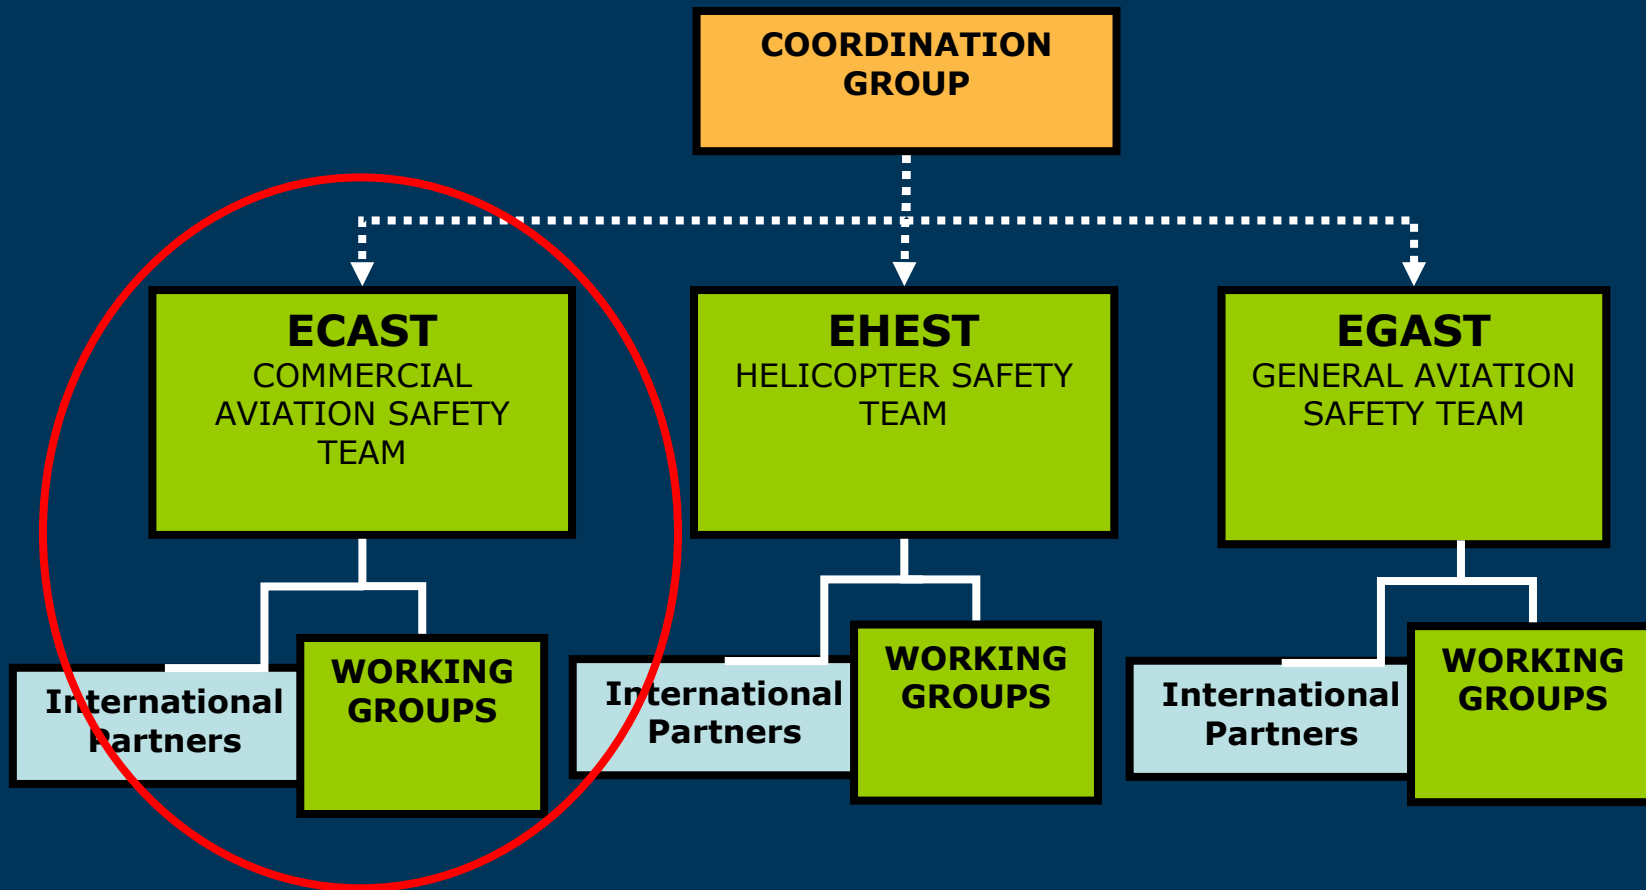 COORDINATION
GROUP
ECAST
COMMERCIAL
AVIATION SAFETY
TEAM
EHEST
HELICOPTER SAFETY
TEAM
EGAST
GENERAL AVIATION
SAFETY TEAM
International
Partners
WORKING
GROUPS
International
Partners
WORKING
GROUPS
International
Partners
WORKING
GROUPS